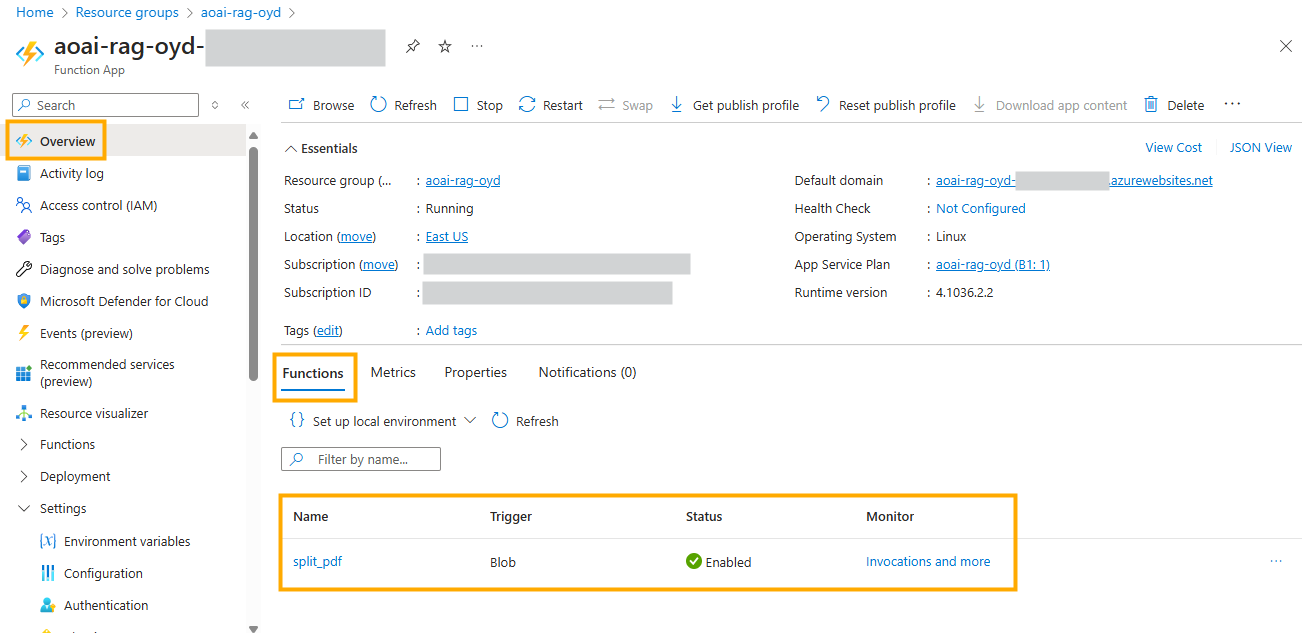 Home > Resource groups > aoai-rag-oyd >
aoai-rag-oyd-
Function App
Search
Browse Refresh Stop Restart Swap Get publish profile Reset publish profile Download app content Delete ...
Overview
Activity log
Access control (IAM)
Tags
Diagnose and solve problems
Microsoft Defender for Cloud
Events (preview)
Recommended services
(preview)
Resource visualizer
Functions
Deployment
Settings
Environment variables
Configuration
Authentication
Essentials
View Cost JSON View
Resource group (... : aoai-rag-oyd
Status : Running
Location (move) : East US
Subscription (move) :
Subscription ID :
Default domain : aoai-rag-oyd- .azurewebsites.net
Health Check : Not Configured
Operating System : Linux
App Service Plan : aoai-rag-oyd (B1: 1)
Runtime version : 4.1036.2.2
Tags (edit) : Add tags
Functions Metrics Properties Notifications (0)
Set up local environment Refresh
Filter by name...
Name Trigger Status Monitor
split_pdf Blob Enabled Invocations and more ...